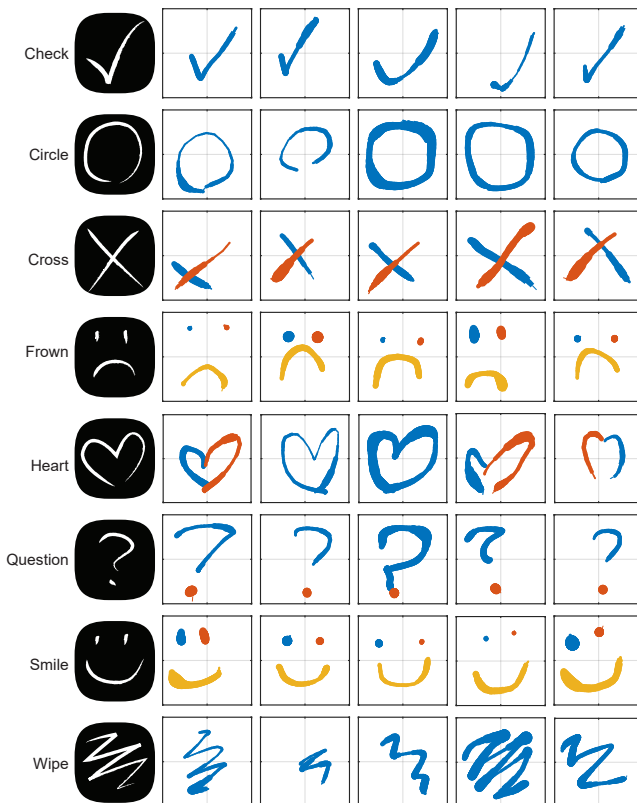 Check
Circle
Cross
Frown
Heart
Question
Smile
Wipe